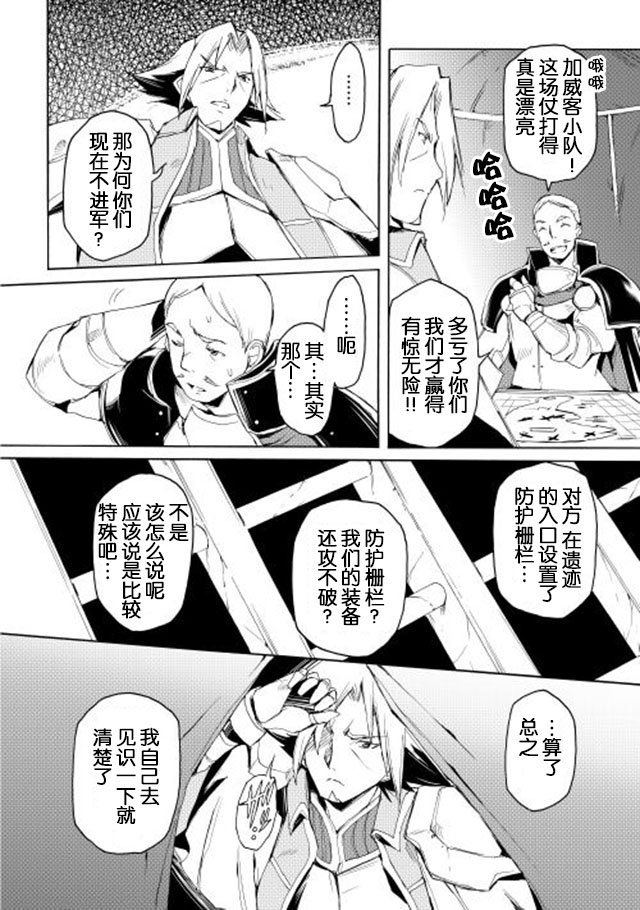 哦哦
加威客小队！
这场仗打得
真是漂亮
哈哈哈
多亏了你们
我们才赢得
有惊无险!!
……
那为何你们
现在不进军？
……呃
其…其实
那个…
对方 在遗迹
的入口设置了
防护栅栏…
防护栅栏？
我们的装备
还攻不破？
不是
该怎么说呢
应该说是比较
特殊吧…
…算了
总之
我自己去
见识一下就
清楚了